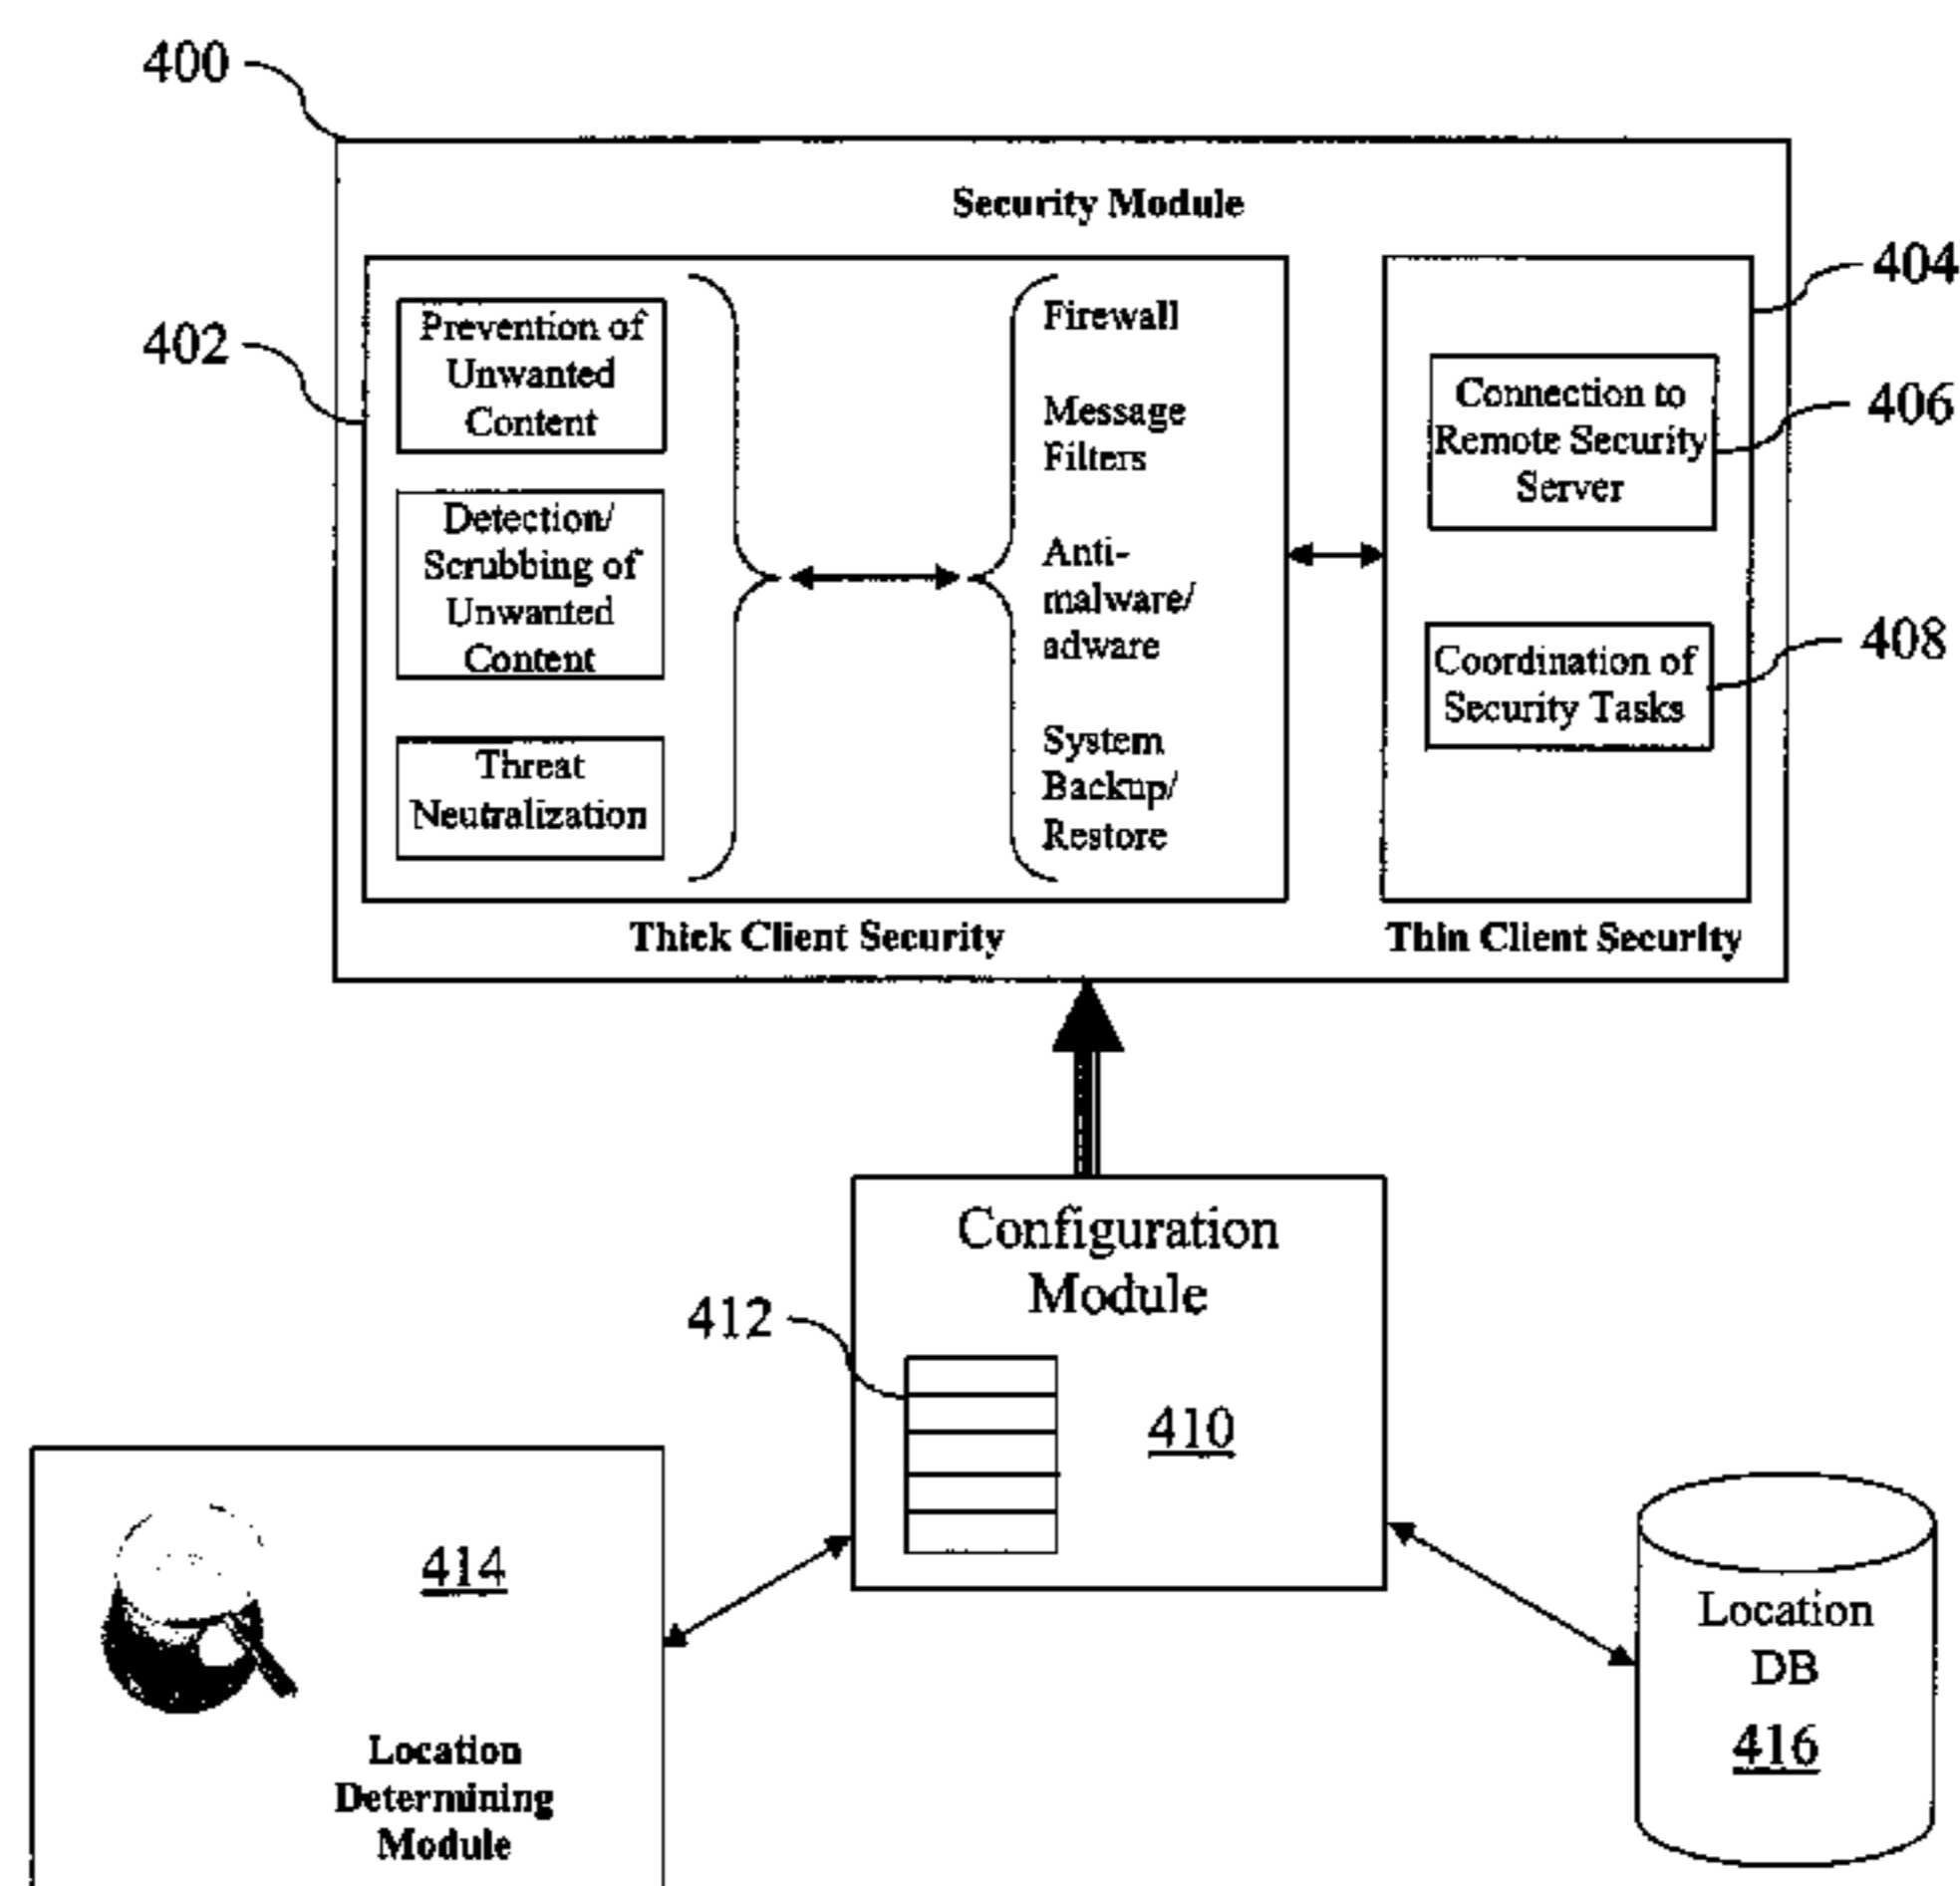 400
Security Module
402
Prevention of
Unwanted
Content
Detection/
Scrubbing of
Unwanted
Content
Threat
Neutralization
Firewall
Message
Filters
Anti-
malware/
adware
System
Backup/
Restore
Thick Client Security
404
Connection to
Remote Security
Server
406
Coordination of
Security Tasks
408
Thin Client Security
Configuration
Module
412
410
414
Location
Determining
Module
Location
DB
416